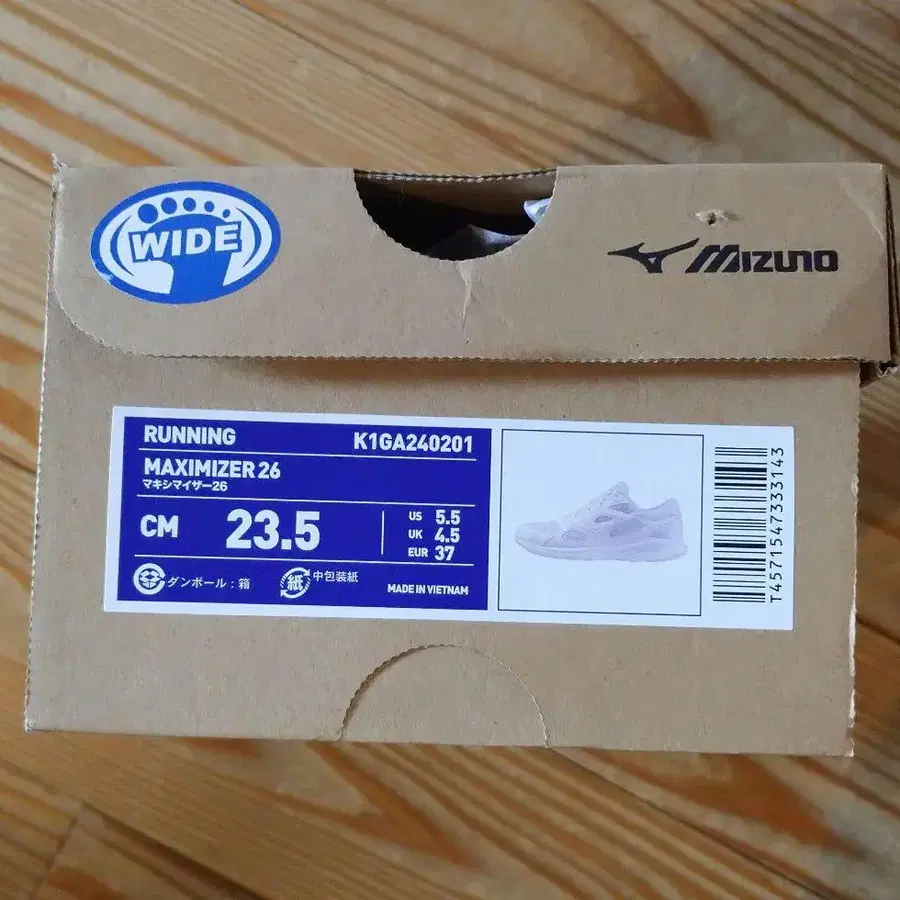 WIDE
MIZUNO
RUNNING K1GA240201
MAXIMIZER 26
マキシマイザー26
CM 23.5
US 5.5
UK 4.5
EUR 37
ダンボール：箱
紙 中包装紙
MADE IN VIETNAM
T4571547333143